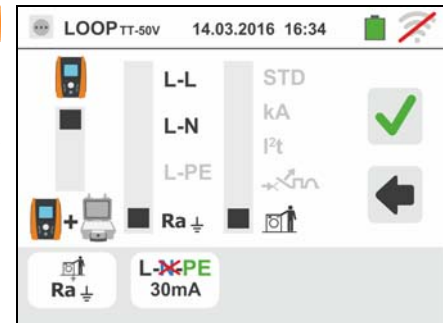 LOOP TT-50V 14.03.2016 16:34
L-L STD
L-N kA
I²t
L-PE
+ Ra
Ra L-N-PE
30mA